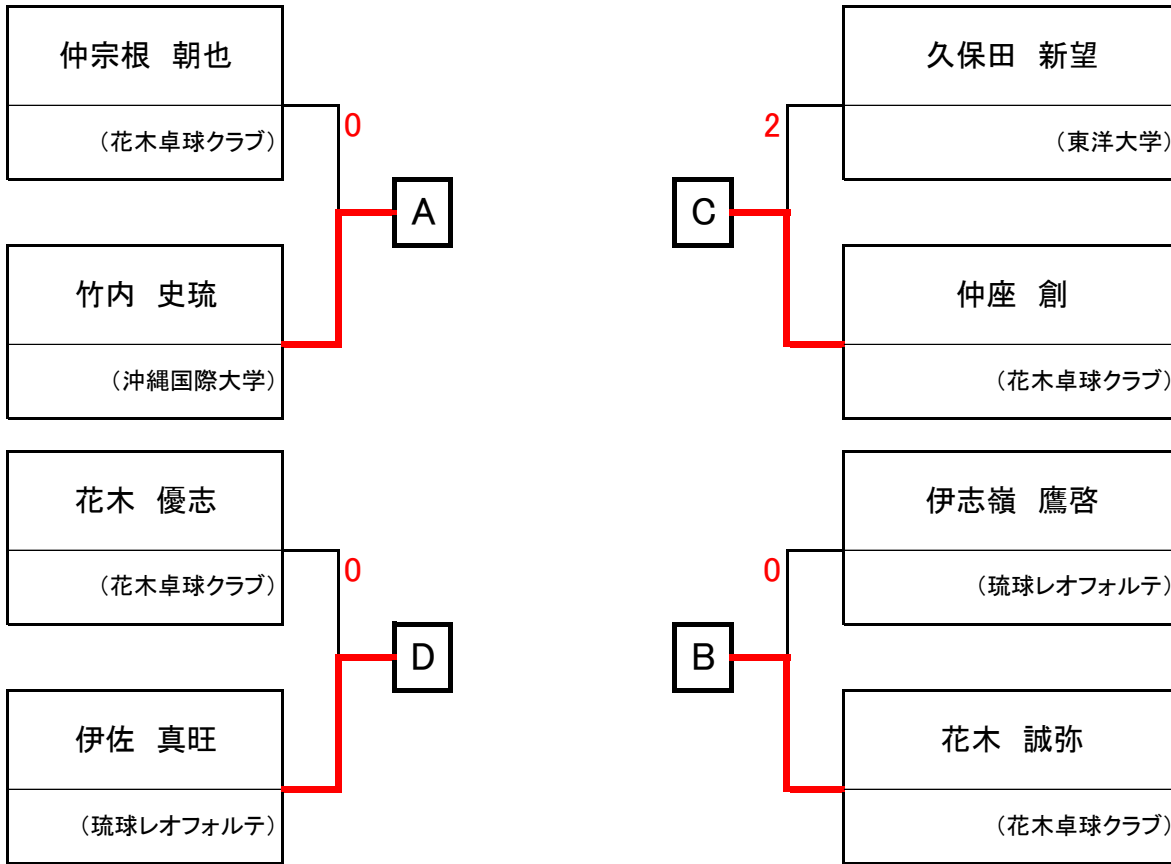 仲宗根　朝也
（花木卓球クラブ）
0
A
竹内　史琉
（沖縄国際大学）
久保田　新望
（東洋大学）
2
C
仲座　創
（花木卓球クラブ）
花木　優志
（花木卓球クラブ）
0
D
伊佐　真旺
（琉球レオフォルテ）
伊志嶺　鷹啓
（琉球レオフォルテ）
0
B
花木　誠弥
（花木卓球クラブ）